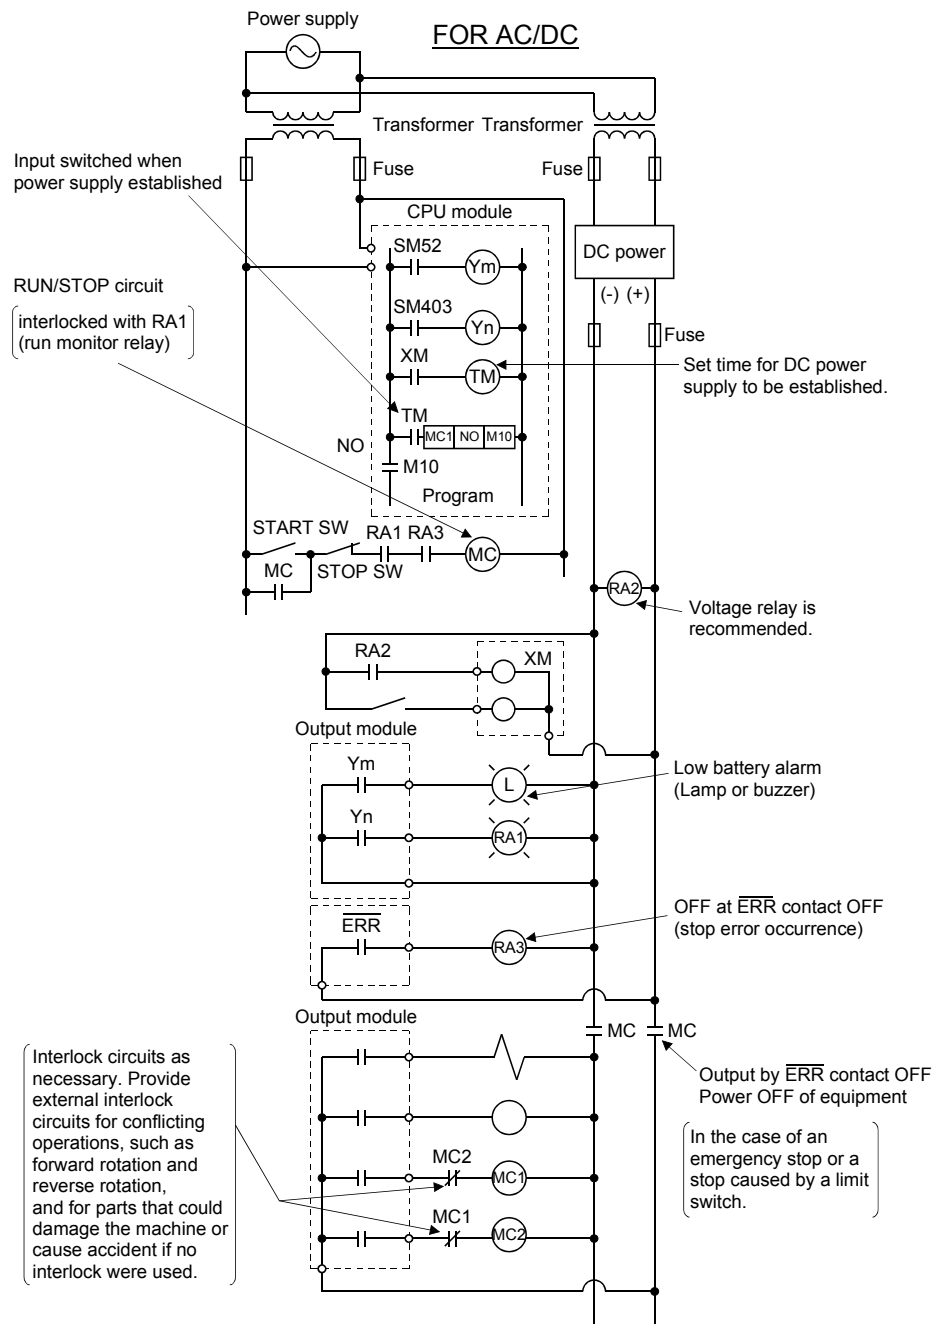 Power supply
FOR AC/DC
Transformer Transformer
Input switched when
power supply established
Fuse
Fuse
CPU module
SM52
Ym
DC power
(-) (+)
RUN/STOP circuit
interlocked with RA1
(run monitor relay)
SM403
Yn
Fuse
XM
TM
Set time for DC power
supply to be established.
TM
MC1 NO M10
NO
M10
Program
START SW
RA1 RA3
MC
MC
STOP SW
RA2
Voltage relay is
recommended.
RA2
XM
Output module
Ym
L
Low battery alarm
(Lamp or buzzer)
Yn
RA1
ERR
RA3
OFF at ERR contact OFF
(stop error occurrence)
Output module
MC
MC
Interlock circuits as
necessary. Provide
external interlock
circuits for conflicting
operations, such as
forward rotation and
reverse rotation,
and for parts that could
damage the machine or
cause accident if no
interlock were used.
Output by ERR contact OFF
Power OFF of equipment
In the case of an
emergency stop or a
stop caused by a limit
switch.
MC2
MC1
MC1
MC2